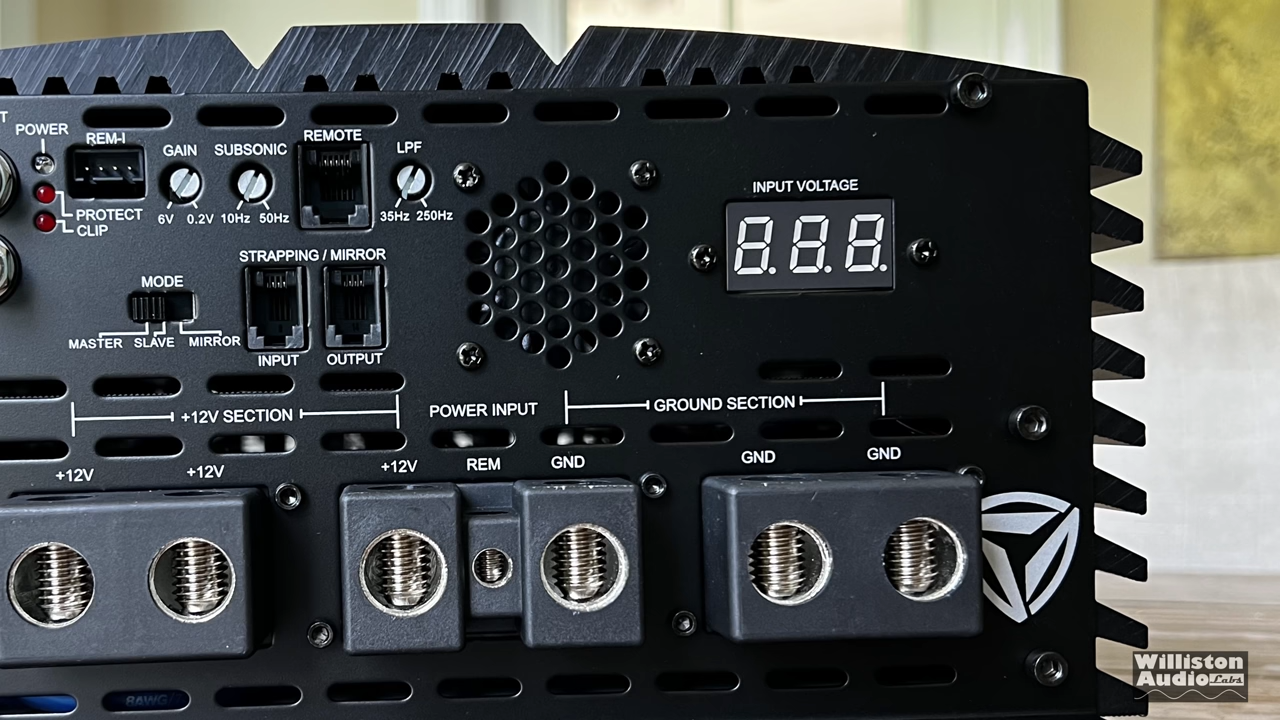 T
POWER
REM-I
GAIN
SUBSONIC
REMOTE
LPF
INPUT VOLTAGE
8.8.8.
PROTECT
CLIP
6V 0.2V
10Hz 50Hz
35Hz 250Hz
STRAPPING / MIRROR
MODE
MASTER SLAVE MIRROR
INPUT
OUTPUT
+12V SECTION
POWER INPUT
GROUND SECTION
+12V
+12V
+12V
REM
GND
GND
GND
8AWG
Williston
Audio Labs